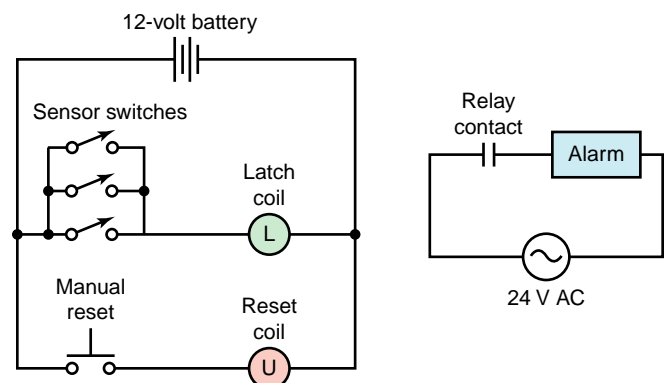 12-volt battery
Sensor switches
Latch
coil
L
Manual
reset
Reset
coil
U
Relay
contact
Alarm
24 V AC